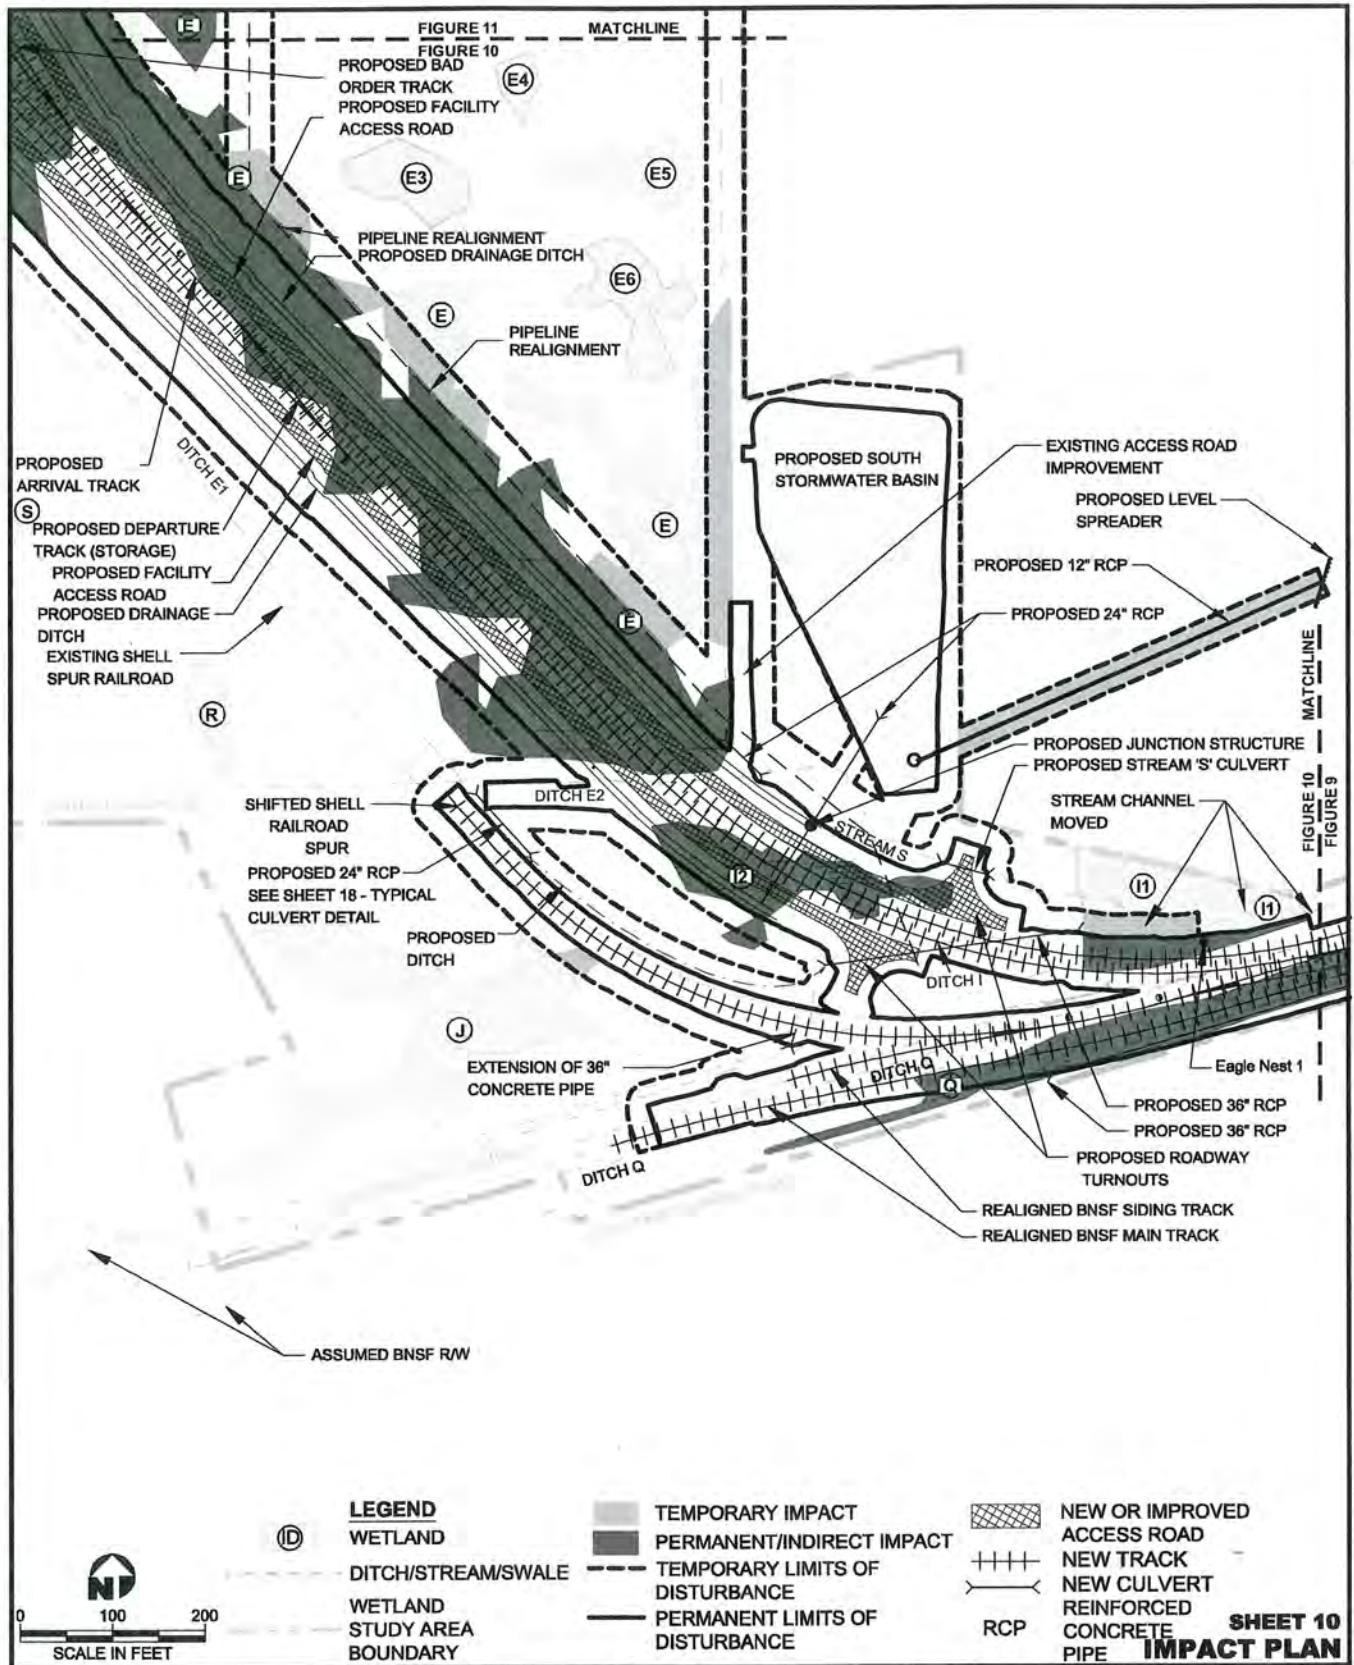 FIGURE 11
MATCHLINE
FIGURE 10
E
PROPOSED BAD
ORDER TRACK
PROPOSED FACILITY
ACCESS ROAD
E4
E
E3
E5
PIPELINE REALIGNMENT
PROPOSED DRAINAGE DITCH
E6
E
PIPELINE
REALIGNMENT
DITCH E1
PROPOSED
ARRIVAL TRACK
S
PROPOSED DEPARTURE
TRACK (STORAGE)
PROPOSED FACILITY
ACCESS ROAD
PROPOSED DRAINAGE
DITCH
EXISTING SHELL
SPUR RAILROAD
R
PROPOSED SOUTH
STORMWATER BASIN
EXISTING ACCESS ROAD
IMPROVEMENT
PROPOSED LEVEL
SPREADER
E
PROPOSED 12" RCP
PROPOSED 24" RCP
E
MATCHLINE
FIGURE 10
FIGURE 9
PROPOSED JUNCTION STRUCTURE
PROPOSED STREAM 'S' CULVERT
STREAM CHANNEL
MOVED
SHIFTED SHELL
RAILROAD
SPUR
DITCH E2
STREAM S
PROPOSED 24" RCP
SEE SHEET 18 - TYPICAL
CULVERT DETAIL
I2
I1
I1
PROPOSED
DITCH
DITCH I
J
EXTENSION OF 36"
CONCRETE PIPE
DITCH Q
Q
Eagle Nest 1
PROPOSED 36" RCP
PROPOSED 36" RCP
PROPOSED ROADWAY
TURNOUTS
DITCH Q
REALIGNED BNSF SIDING TRACK
REALIGNED BNSF MAIN TRACK
ASSUMED BNSF R/W
LEGEND
ID
WETLAND
DITCH/STREAM/SWALE
WETLAND
STUDY AREA
BOUNDARY
TEMPORARY IMPACT
PERMANENT/INDIRECT IMPACT
TEMPORARY LIMITS OF
DISTURBANCE
PERMANENT LIMITS OF
DISTURBANCE
NEW OR IMPROVED
ACCESS ROAD
NEW TRACK
NEW CULVERT
RCP
REINFORCED
CONCRETE
PIPE
N
0 100 200
SCALE IN FEET
SHEET 10
IMPACT PLAN